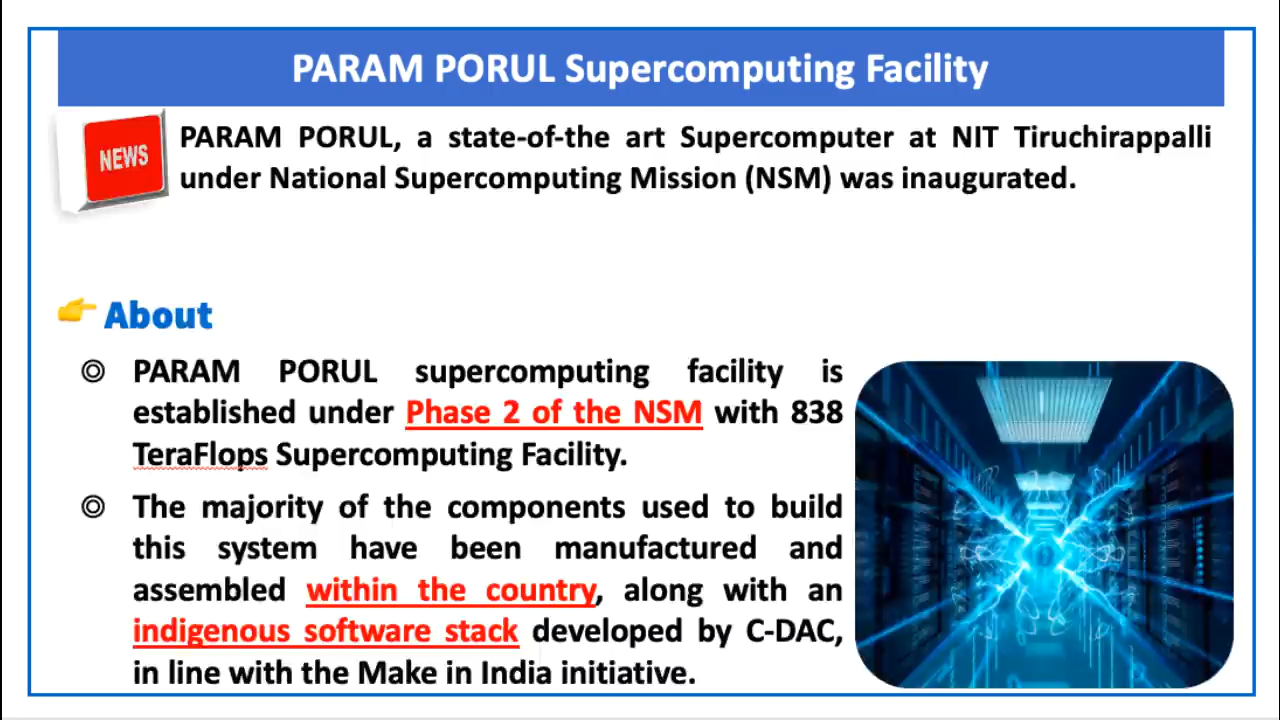 PARAM PORUL Supercomputing Facility
NEWS
PARAM PORUL, a state-of-the art Supercomputer at NIT Tiruchirappalli
under National Supercomputing Mission (NSM) was inaugurated.
About
PARAM PORUL supercomputing facility is
established under Phase 2 of the NSM with 838
TeraFlops Supercomputing Facility.
The majority of the components used to build
this system have been manufactured and
assembled within the country, along with an
indigenous software stack developed by C-DAC,
in line with the Make in India initiative.